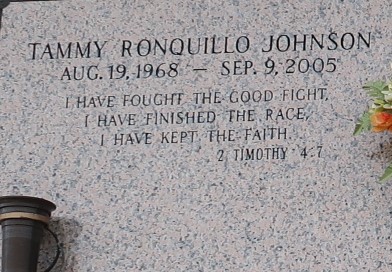 TAMMY RONQUILLO JOHNSON
AUG. 19, 1968 — SEP. 9, 2005
I HAVE FOUGHT THE GOOD FIGHT,
I HAVE FINISHED THE RACE,
I HAVE KEPT THE FAITH.
2 TIMOTHY 4:7